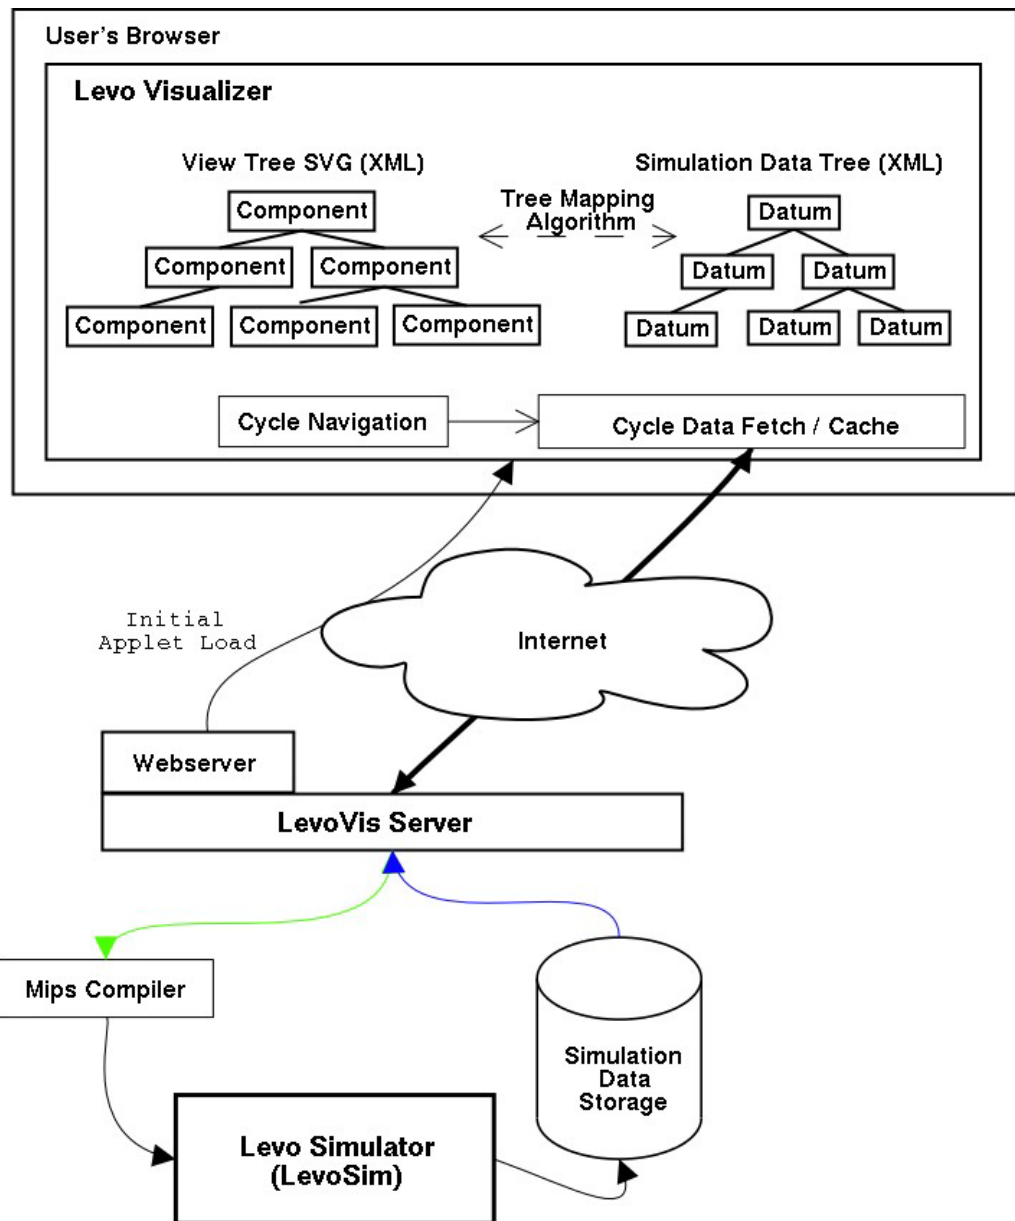 User's Browser
Levo Visualizer
View Tree SVG (XML)
Simulation Data Tree (XML)
Tree Mapping
Algorithm
Component
Component
Component
Component
Component
Component
Datum
Datum
Datum
Datum
Datum
Datum
Cycle Navigation
Cycle Data Fetch / Cache
Initial
Applet Load
Internet
Webserver
LevoVis Server
Mips Compiler
Simulation
Data
Storage
Levo Simulator
(LevoSim)